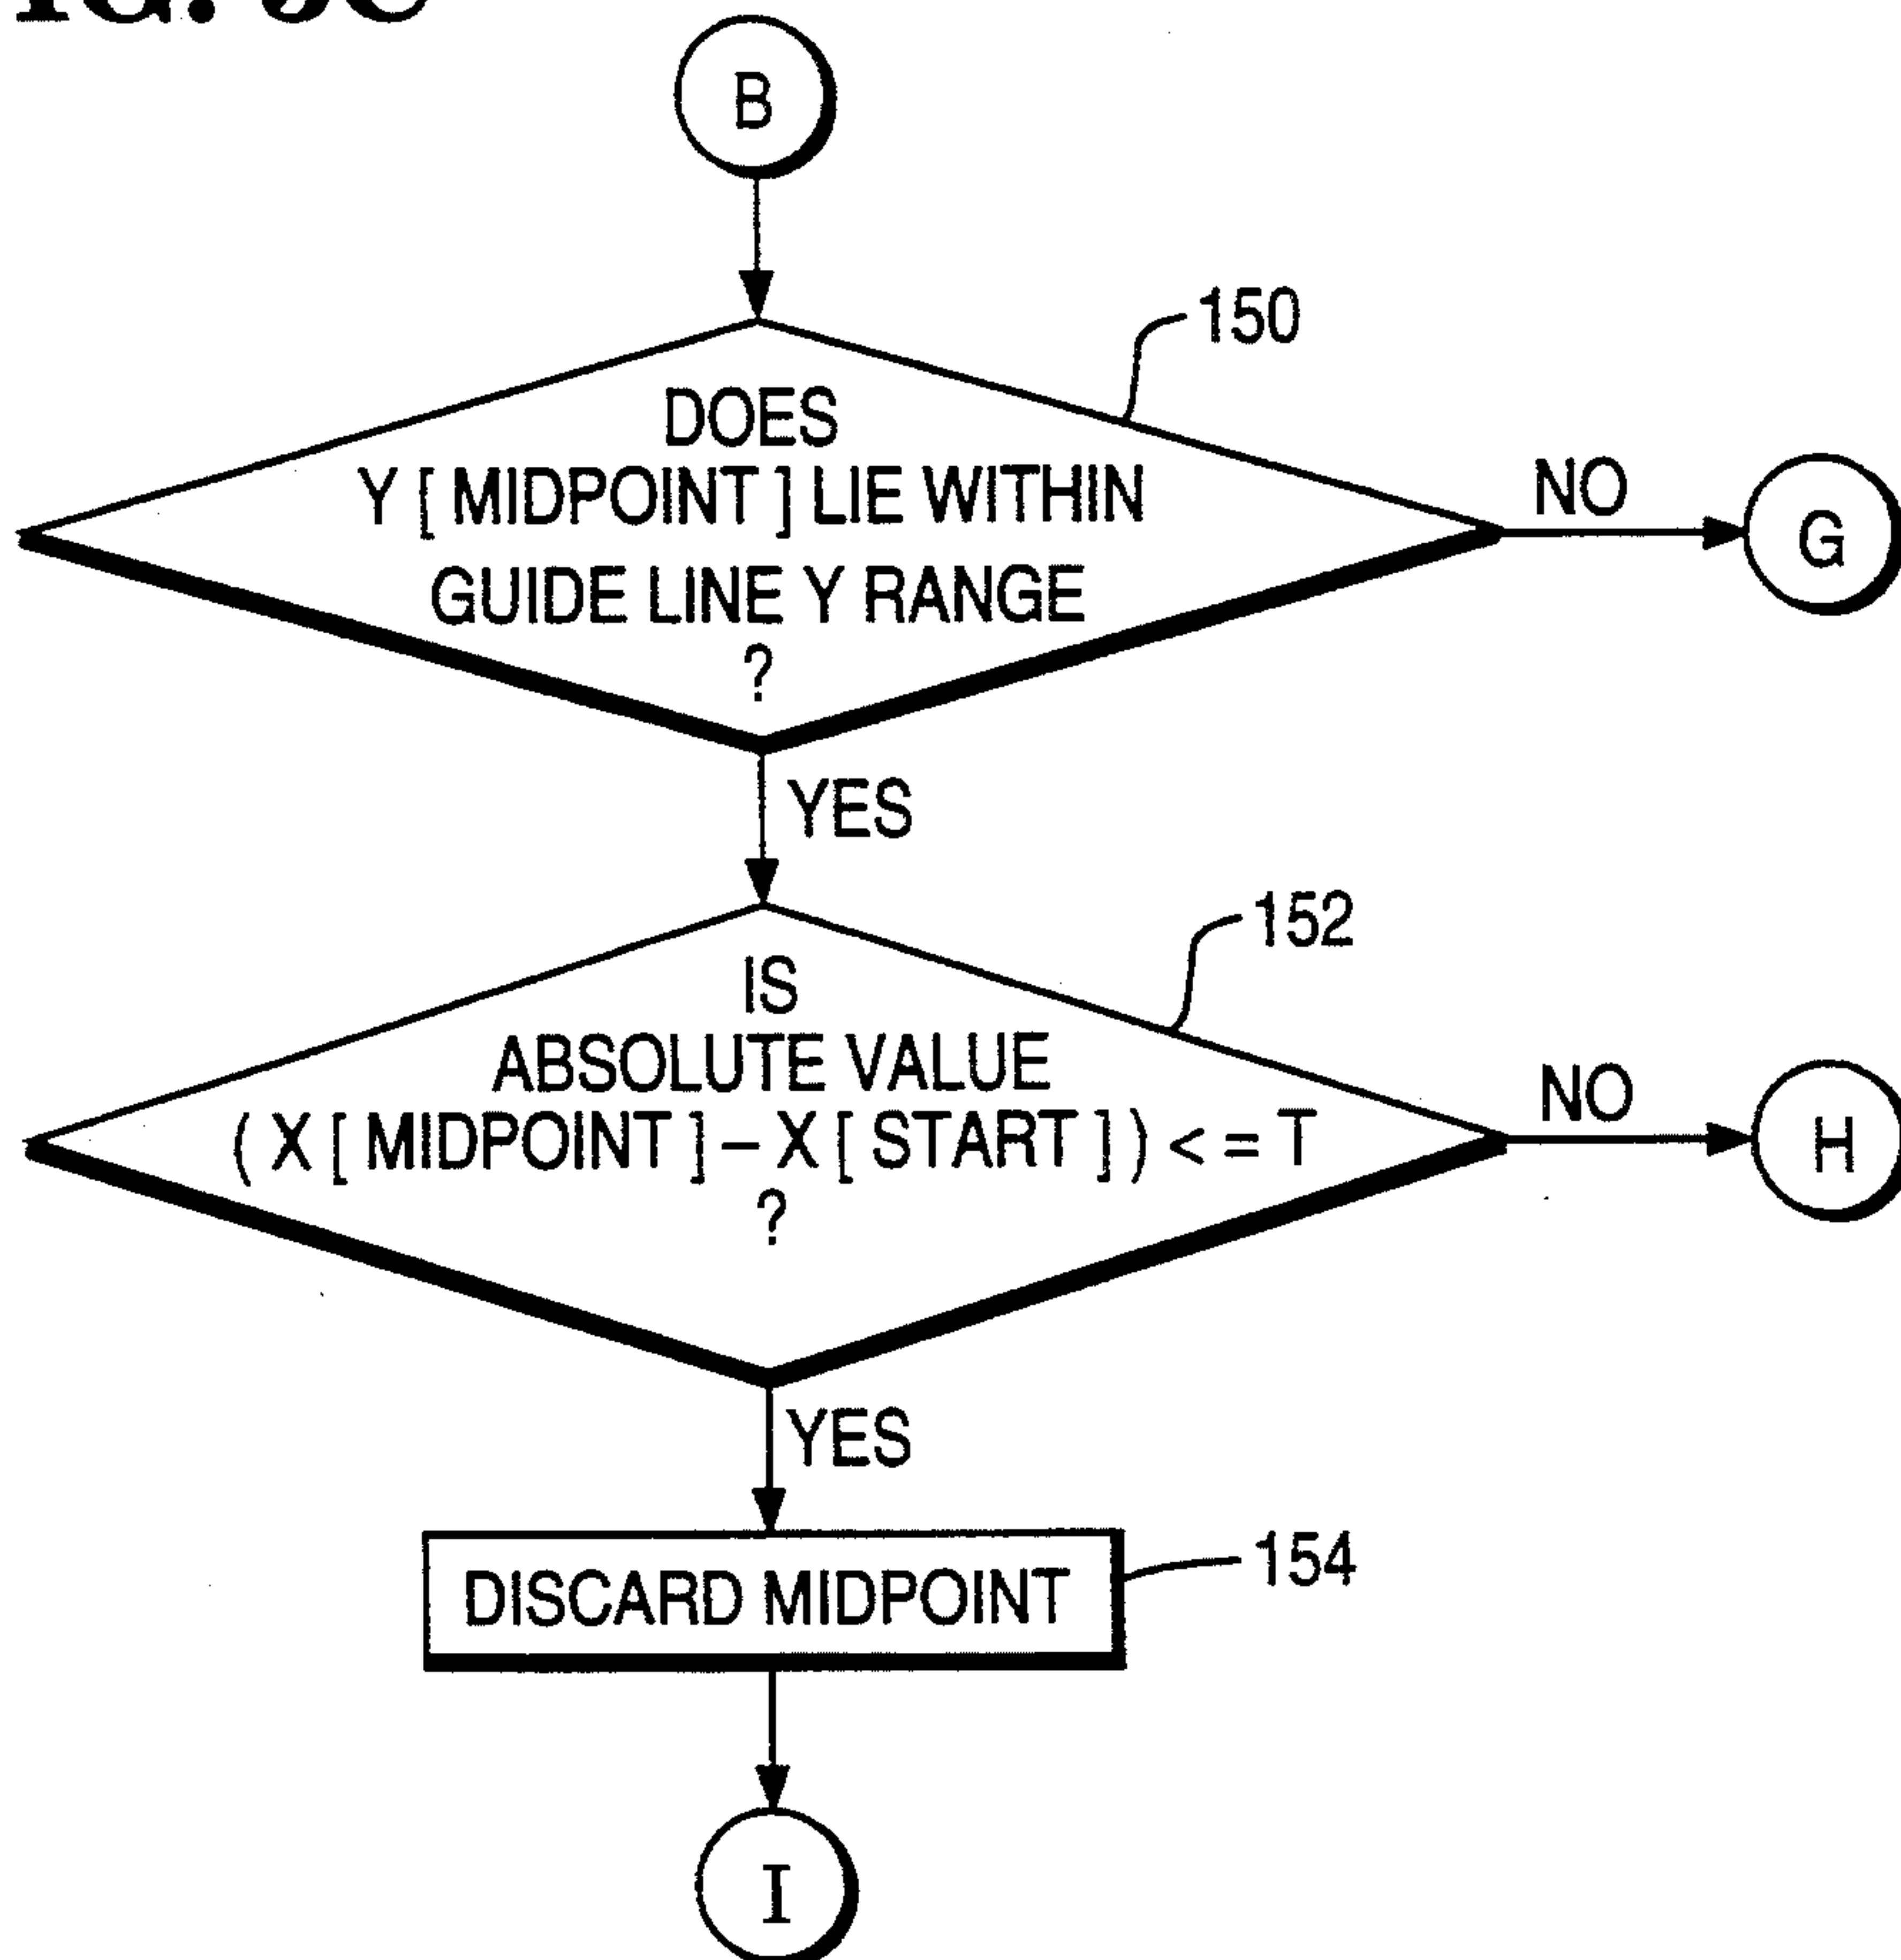 B
150
DOES
Y [ MIDPOINT ] LIE WITHIN
GUIDE LINE Y RANGE
?
NO
G
YES
152
IS
ABSOLUTE VALUE
( X [ MIDPOINT ] – X [ START ] ) < = T
?
NO
H
YES
154
DISCARD MIDPOINT
I